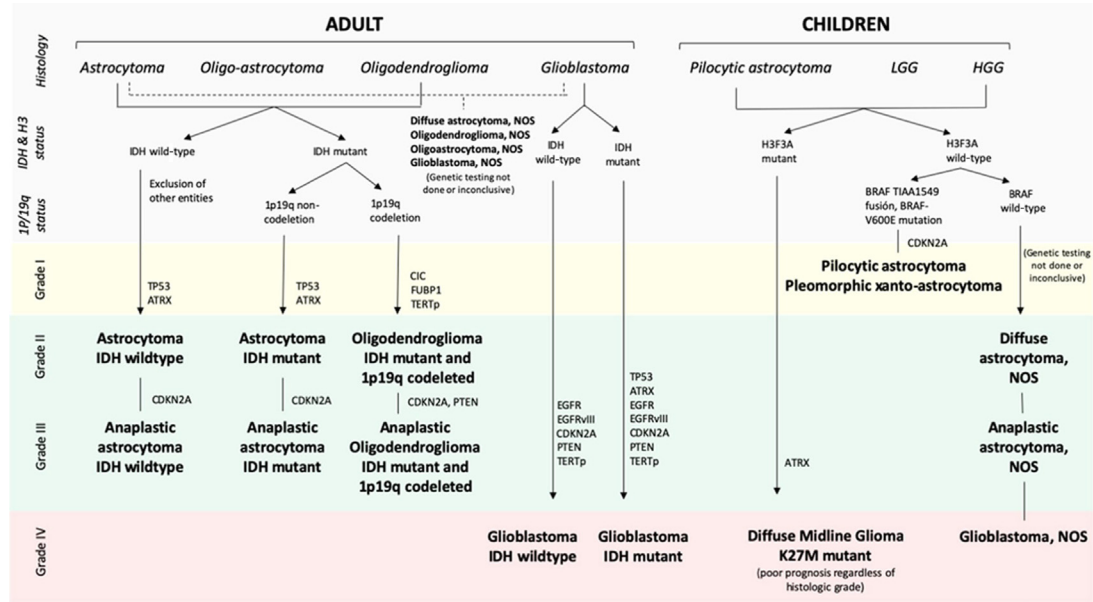 ADULT
CHILDREN
Histology
Astrocytoma
Oligo-astrocytoma
Oligodendroglioma
Glioblastoma
Pilocytic astrocytoma
LGG
HGG
IDH & H3
status
IDH wild-type
IDH mutant
Diffuse astrocytoma, NOS
Oligodendroglioma, NOS
Oligoastrocytoma, NOS
Glioblastoma, NOS
(Genetic testing not
done or inconclusive)
IDH
wild-type
IDH
mutant
H3F3A
mutant
H3F3A
wild-type
1P/19q
status
Exclusion of
other entities
1p19q non-
codeletion
1p19q
codeletion
BRAF TIAA1549
fusión, BRAF-
V600E mutation
BRAF
wild-type
CDKN2A
(Genetic testing
not done or
inconclusive)
Grade I
TP53
ATRX
TP53
ATRX
CIC
FUBP1
TERTp
Pilocytic astrocytoma
Pleomorphic xanto-astrocytoma
Grade II
Astrocytoma
IDH wildtype
Astrocytoma
IDH mutant
Oligodendroglioma
IDH mutant and
1p19q codeleted
Diffuse
astrocytoma,
NOS
CDKN2A
CDKN2A
CDKN2A, PTEN
EGFR
EGFRvIII
CDKN2A
PTEN
TERTp
TP53
ATRX
EGFR
EGFRvIII
CDKN2A
PTEN
TERTp
Grade III
Anaplastic
astrocytoma
IDH wildtype
Anaplastic
astrocytoma
IDH mutant
Anaplastic
Oligodendroglioma
IDH mutant and
1p19q codeleted
ATRX
Anaplastic
astrocytoma,
NOS
Grade IV
Glioblastoma
IDH wildtype
Glioblastoma
IDH mutant
Diffuse Midline Glioma
K27M mutant
(poor prognosis regardless of
histologic grade)
Glioblastoma, NOS